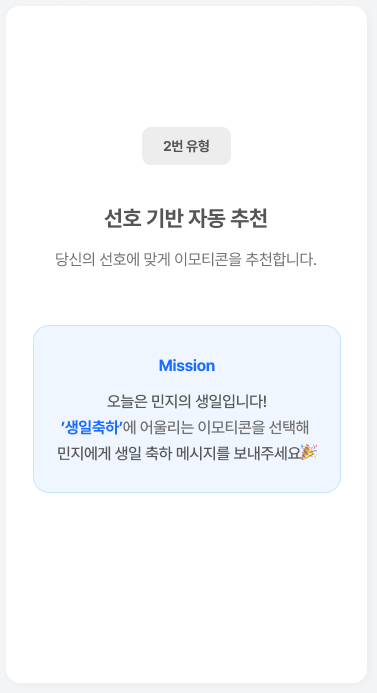 2번 유형
선호 기반 자동 추천
당신의 선호에 맞게 이모티콘을 추천합니다.
Mission
오늘은 민지의 생일입니다!
'생일축하'에 어울리는 이모티콘을 선택해
민지에게 생일 축하 메시지를 보내주세요🎉